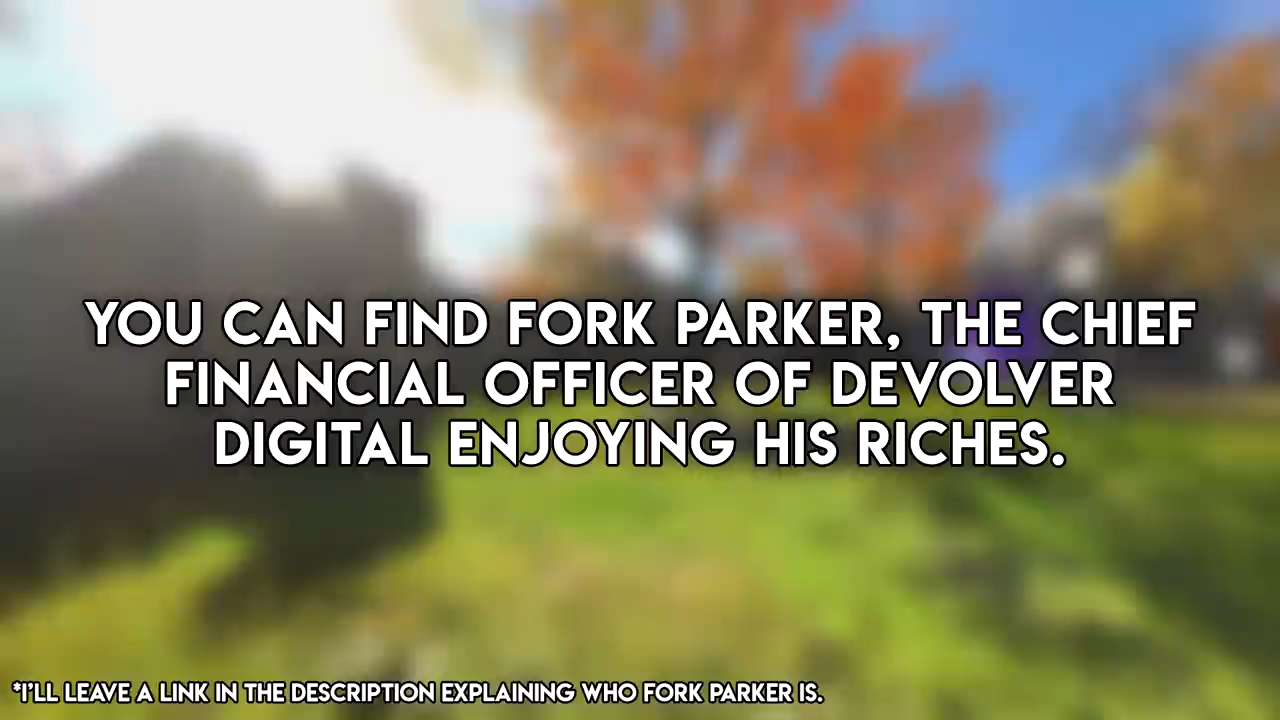 YOU CAN FIND FORK PARKER, THE CHIEF
FINANCIAL OFFICER OF DEVOLVER
DIGITAL ENJOYING HIS RICHES.
*I'LL LEAVE A LINK IN THE DESCRIPTION EXPLAINING WHO FORK PARKER IS.